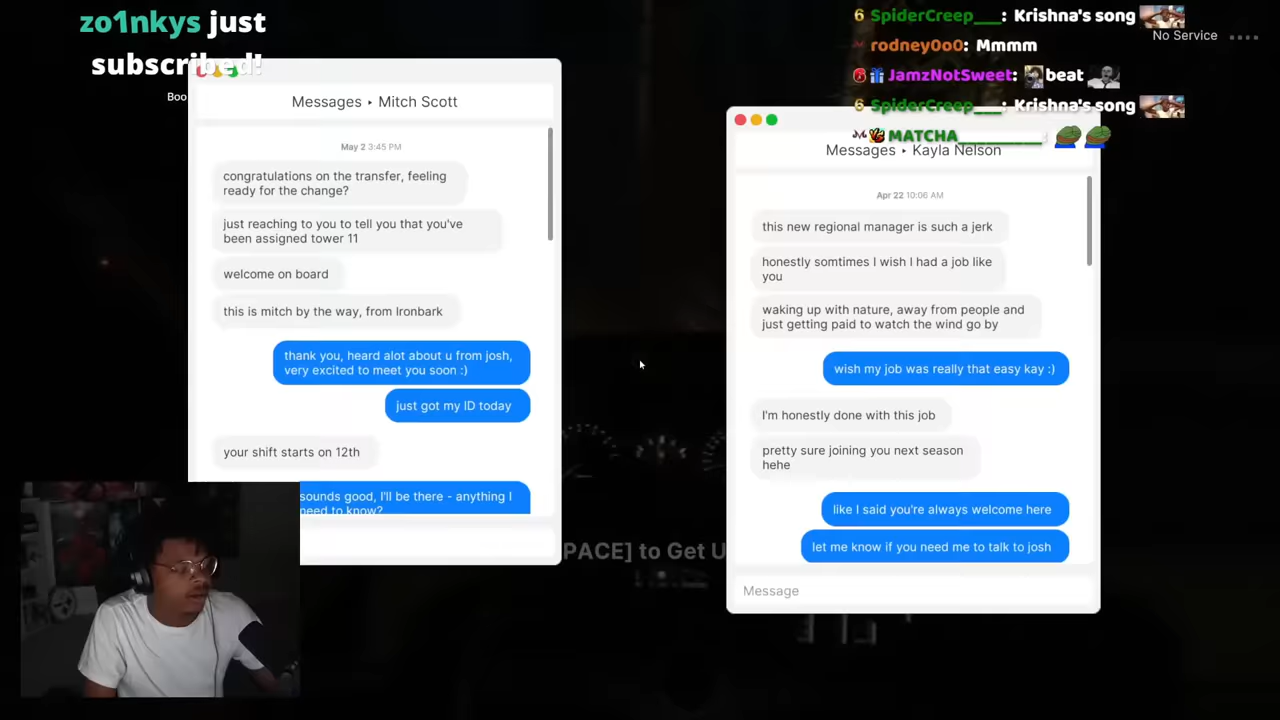 zo1nkys just
subscribed!
Boo
Messages ▸ Mitch Scott
May 2 3:45 PM
congratulations on the transfer, feeling
ready for the change?
just reaching to you to tell you that you've
been assigned tower 11
welcome on board
this is mitch by the way, from Ironbark
thank you, heard alot about u from josh,
very excited to meet you soon :)
just got my ID today
your shift starts on 12th
sounds good, I'll be there - anything I
need to know?
PACE] to Get U
6 SpiderCreep___: Krishna's song
No Service
rodney0o0: Mmmm
JamzNotSweet: beat
6 SpiderCreep___: Krishna's song
MATCHA_________:
Messages ▸ Kayla Nelson
Apr 22 10:06 AM
this new regional manager is such a jerk
honestly somtimes I wish I had a job like
you
waking up with nature, away from people and
just getting paid to watch the wind go by
wish my job was really that easy kay :)
I'm honestly done with this job
pretty sure joining you next season
hehe
like I said you're always welcome here
let me know if you need me to talk to josh
Message